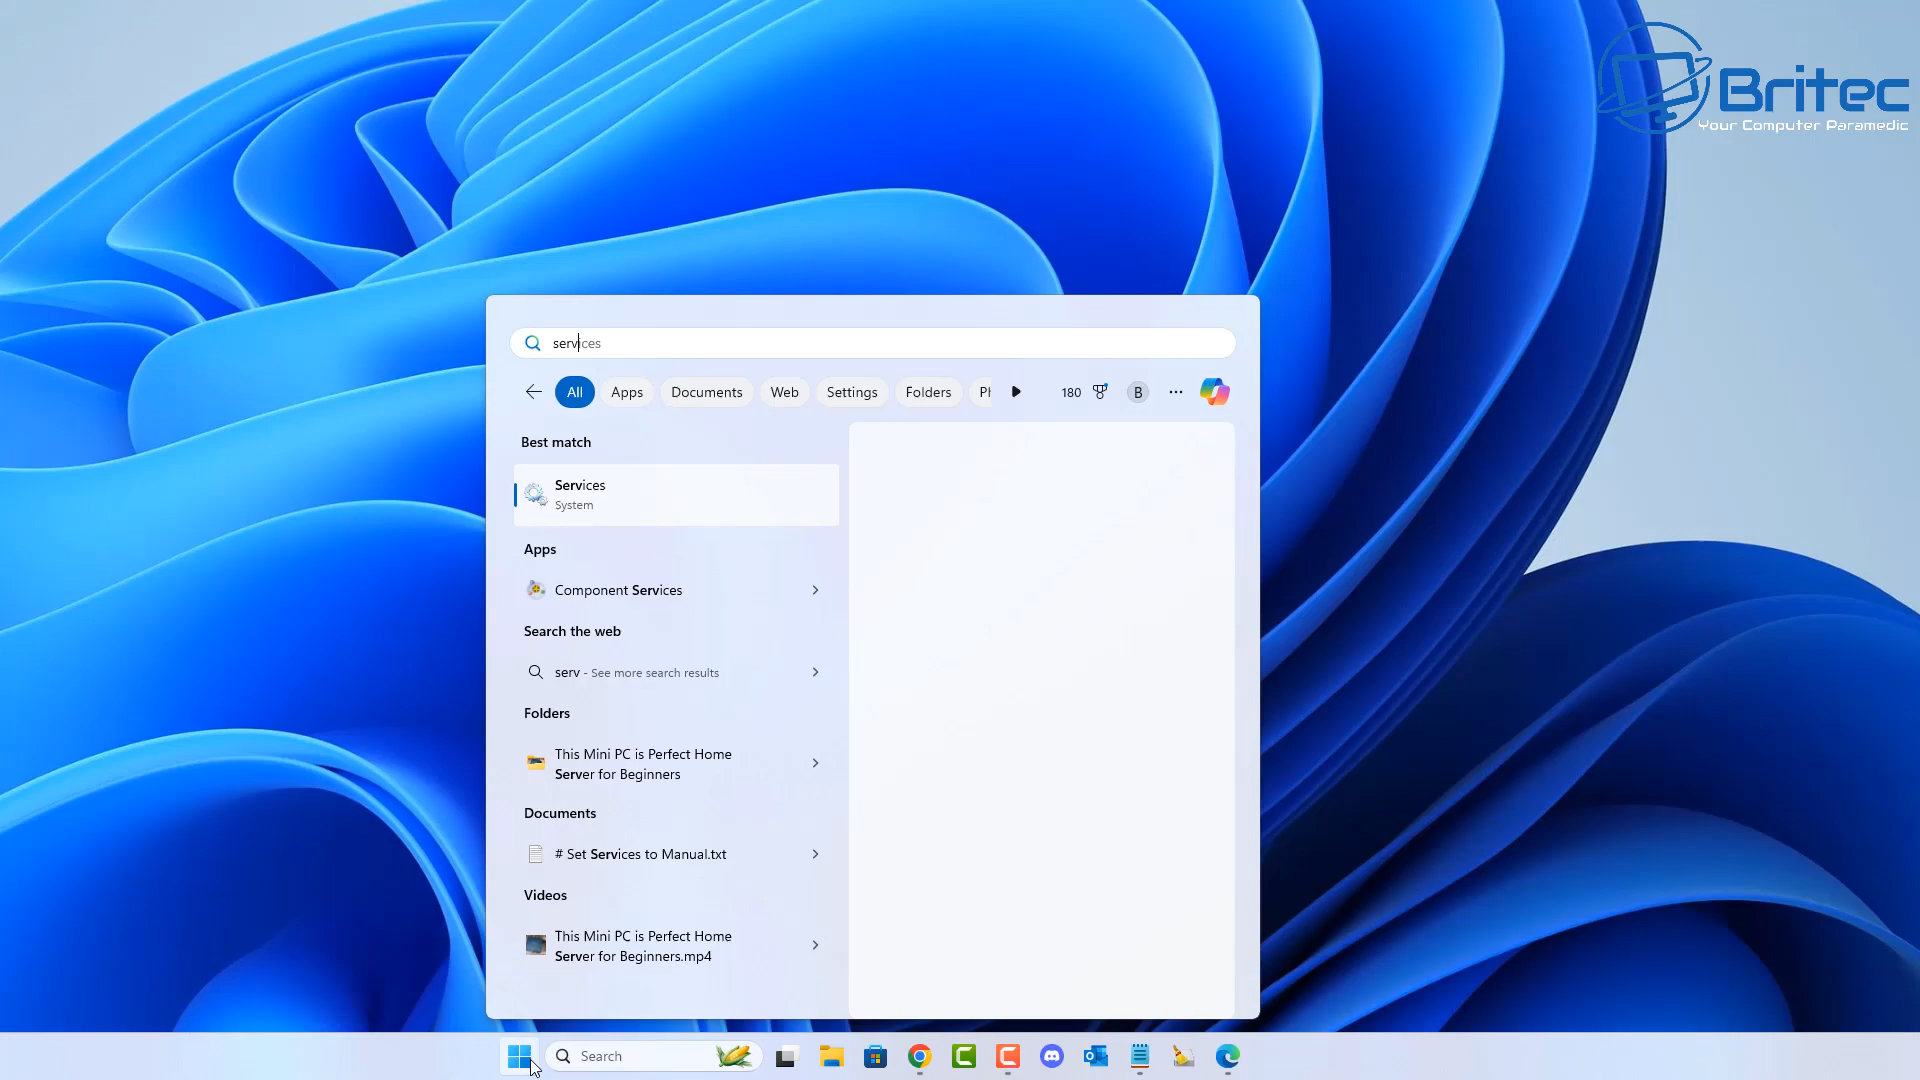 Britec
Your Computer Paramedic
services
All
Apps
Documents
Web
Settings
Folders
Ph
180
B
Best match
Services
System
Apps
Component Services
Search the web
serv - See more search results
Folders
This Mini PC is Perfect Home
Server for Beginners
Documents
# Set Services to Manual.txt
Videos
This Mini PC is Perfect Home
Server for Beginners.mp4
Search